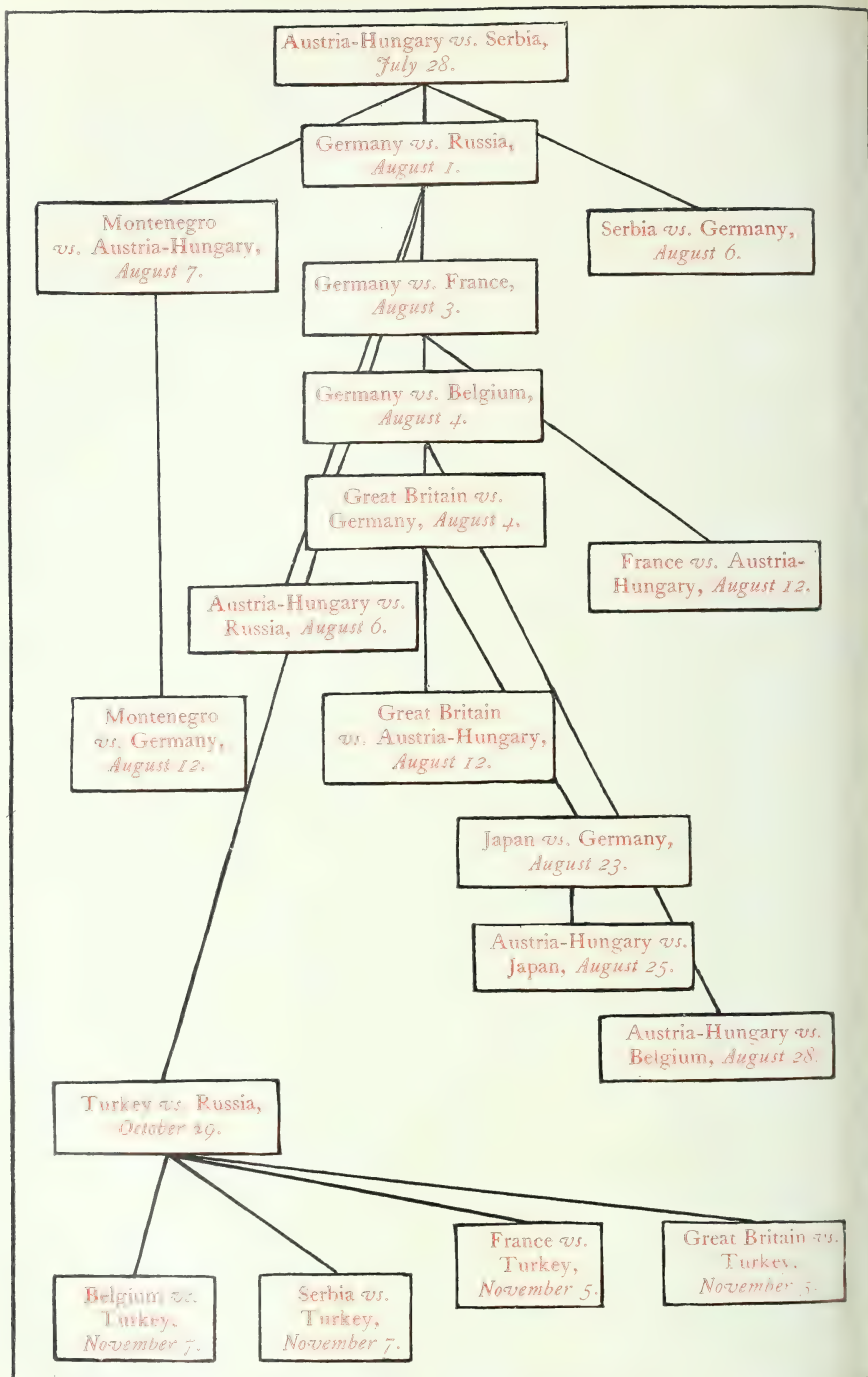 Austria-Hungary vs. Serbia,
July 28.
Germany vs. Russia,
August 1.
Montenegro
vs. Austria-Hungary,
August 7.
Serbia vs. Germany,
August 6.
Germany vs. France,
August 3.
Germany vs. Belgium,
August 4.
Great Britain vs.
Germany, August 4.
France vs. Austria-
Hungary, August 12.
Austria-Hungary vs.
Russia, August 6.
Montenegro
vs. Germany,
August 12.
Great Britain
vs. Austria-Hungary,
August 12.
Japan vs. Germany,
August 23.
Austria-Hungary vs.
Japan, August 25.
Austria-Hungary vs.
Belgium, August 28.
Turkey vs. Russia,
October 29.
France vs.
Turkey,
November 5.
Great Britain vs.
Turkey.
November 5.
Belgium vs.
Turkey.
November 7.
Serbia vs.
Turkey,
November 7.